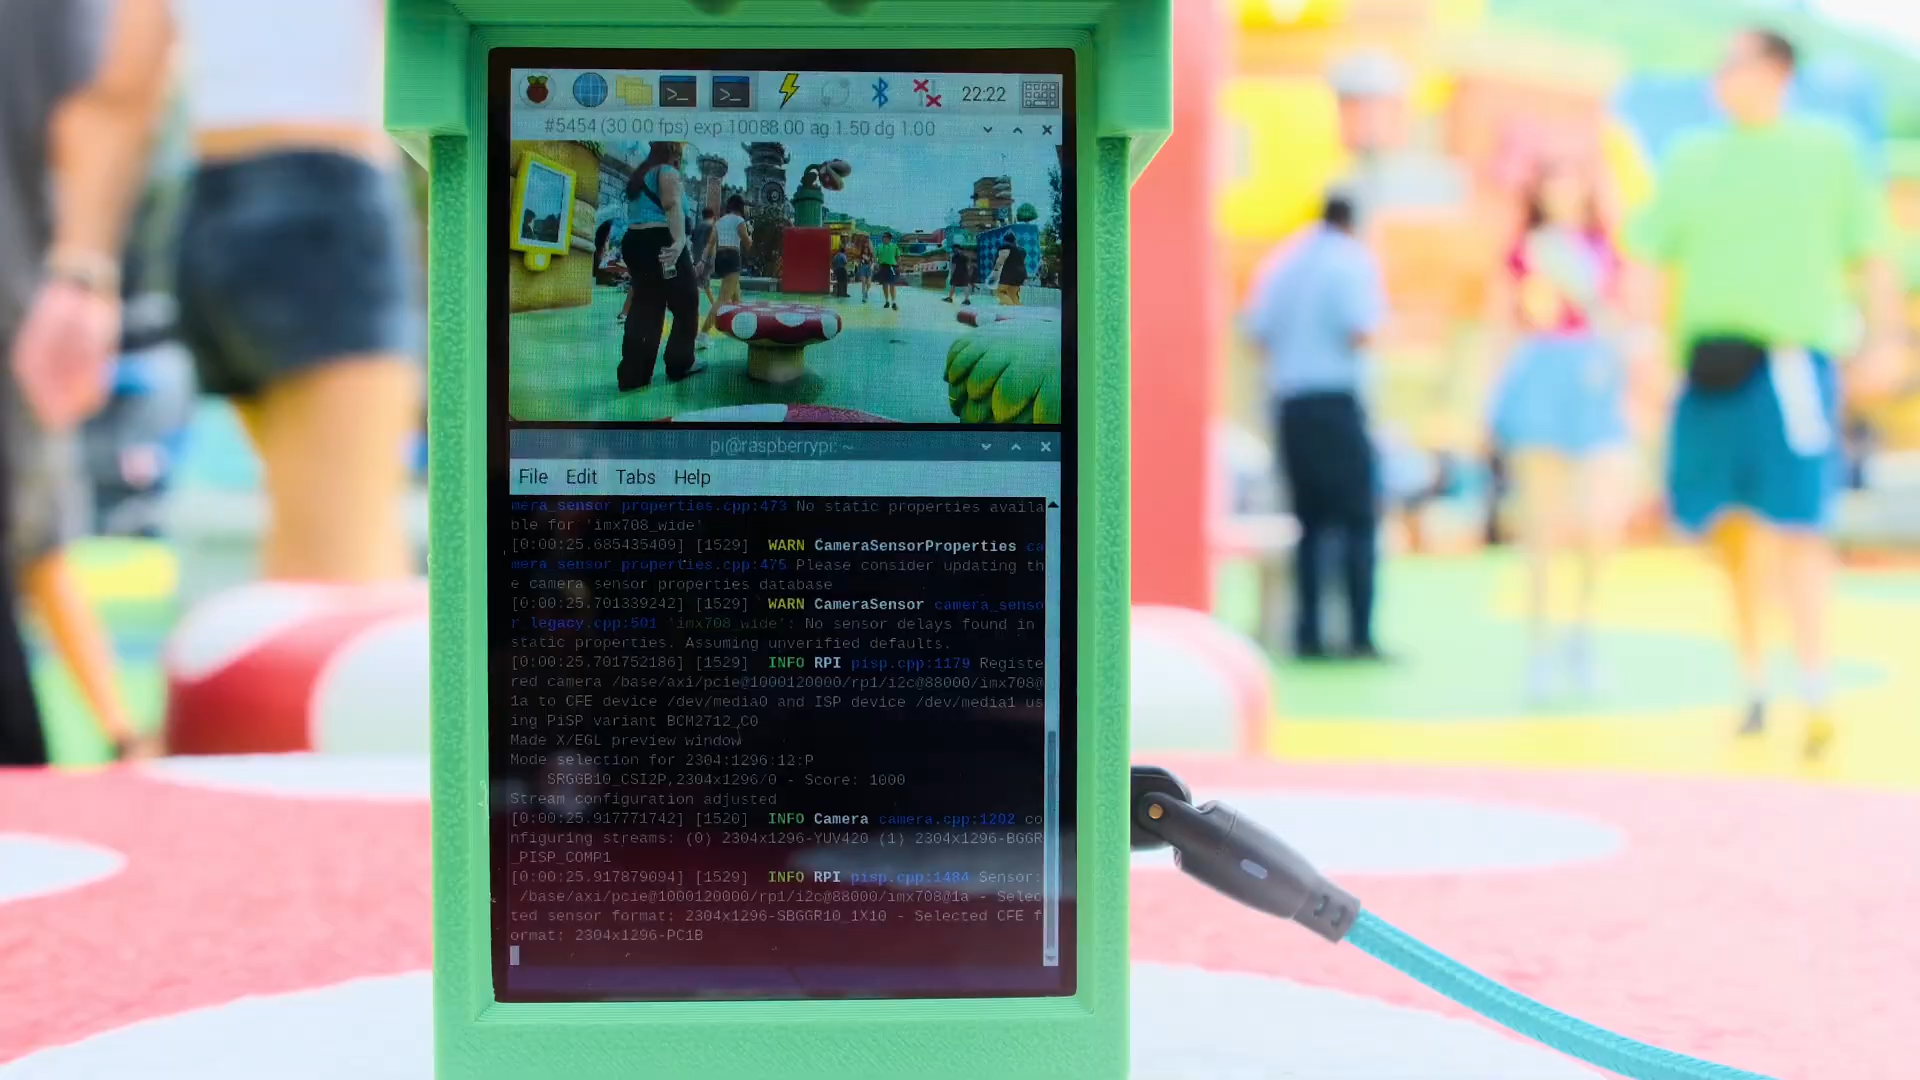 >_ >_ 22:22
#5454 (30.00 fps) exp 10088.00 ag 1.50 dg 1.00
pi@raspberrypi: ~
File Edit Tabs Help
mera_sensor_properties.cpp:473 No static properties availa
ble for 'imx708_wide'
[0:00:25.685435409] [1529] WARN CameraSensorProperties ca
mera_sensor_properties.cpp:475 Please consider updating th
e camera sensor properties database
[0:00:25.701339242] [1529] WARN CameraSensor camera_senso
r_legacy.cpp:501 'imx708_wide': No sensor delays found in
static properties. Assuming unverified defaults.
[0:00:25.701752186] [1529] INFO RPI pisp.cpp:1179 Registe
red camera /base/axi/pcie@1000120000/rp1/i2c@88000/imx708@
1a to CFE device /dev/media0 and ISP device /dev/media1 us
ing PiSP variant BCM2712_C0
Made X/EGL preview window
Mode selection for 2304:1296:12:P
SRGGB10_CSI2P,2304x1296/0 - Score: 1000
Stream configuration adjusted
[0:00:25.917771742] [1520] INFO Camera camera.cpp:1202 co
nfiguring streams: (0) 2304x1296-YUV420 (1) 2304x1296-BGGR
_PISP_COMP1
[0:00:25.917879094] [1529] INFO RPI pisp.cpp:1484 Sensor:
/base/axi/pcie@1000120000/rp1/i2c@88000/imx708@1a - Selec
ted sensor format: 2304x1296-SBGGR10_1X10 - Selected CFE f
ormat: 2304x1296-PC1B